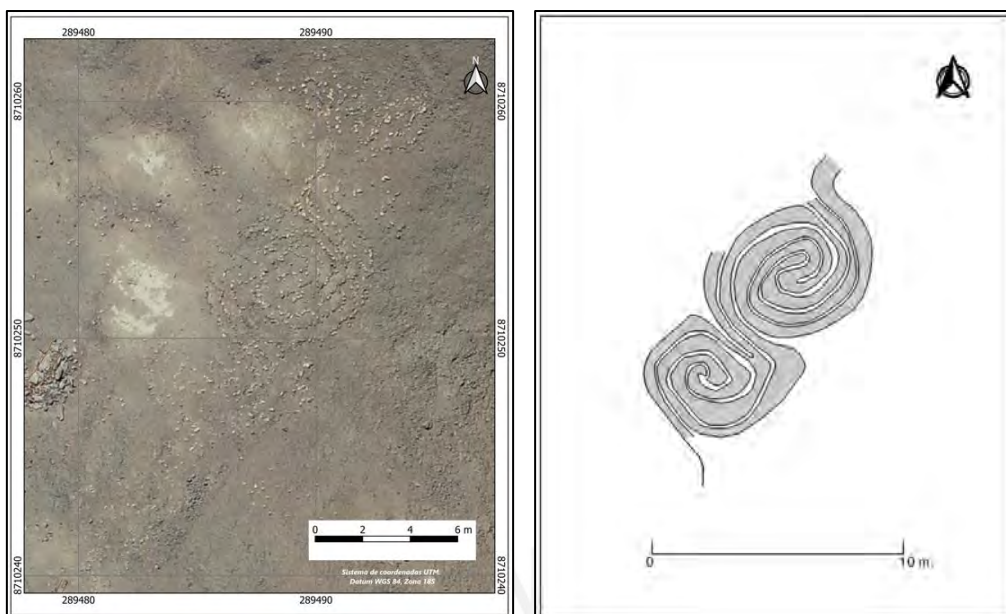 289480 289490
N
8710260 8710260
8710250 8710250
0 2 4 6 m
Sistema de coordenadas UTM.
Datum WGS 84, Zona 18S
8710240 8710240
289480 289490
0 10 m.